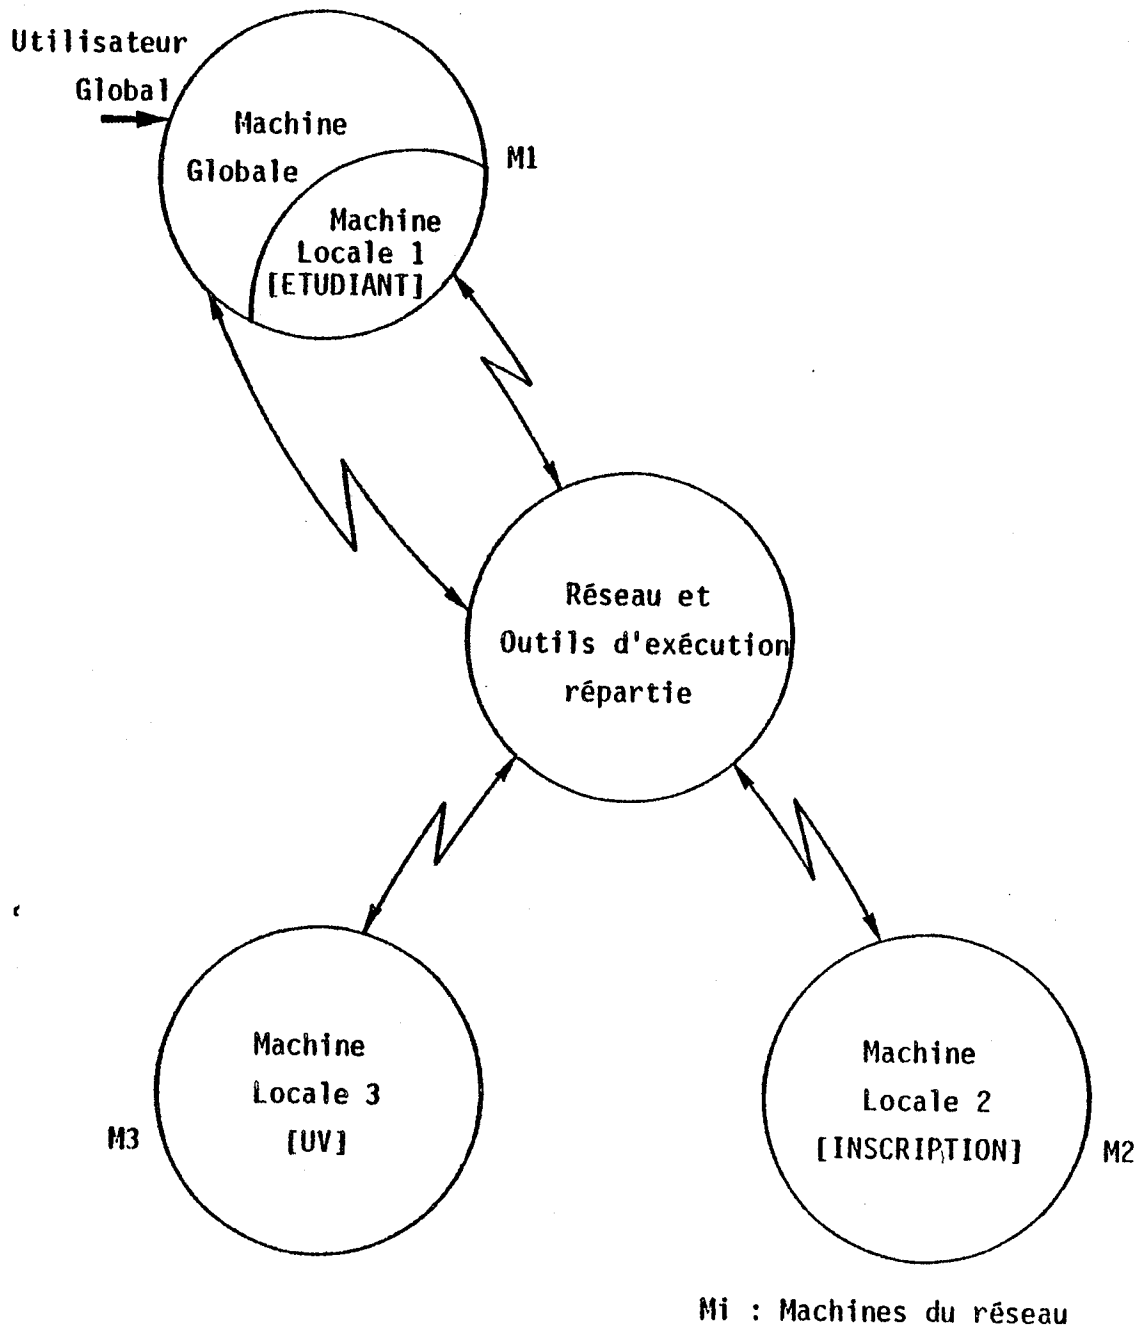 Utilisateur
Global
Machine
Globale
M1
Machine
Locale 1
[ETUDIANT]
Réseau et
Outils d'exécution
répartie
Machine
Locale 3
[UV]
M3
Machine
Locale 2
[INSCRIPTION]
M2
Mi : Machines du réseau